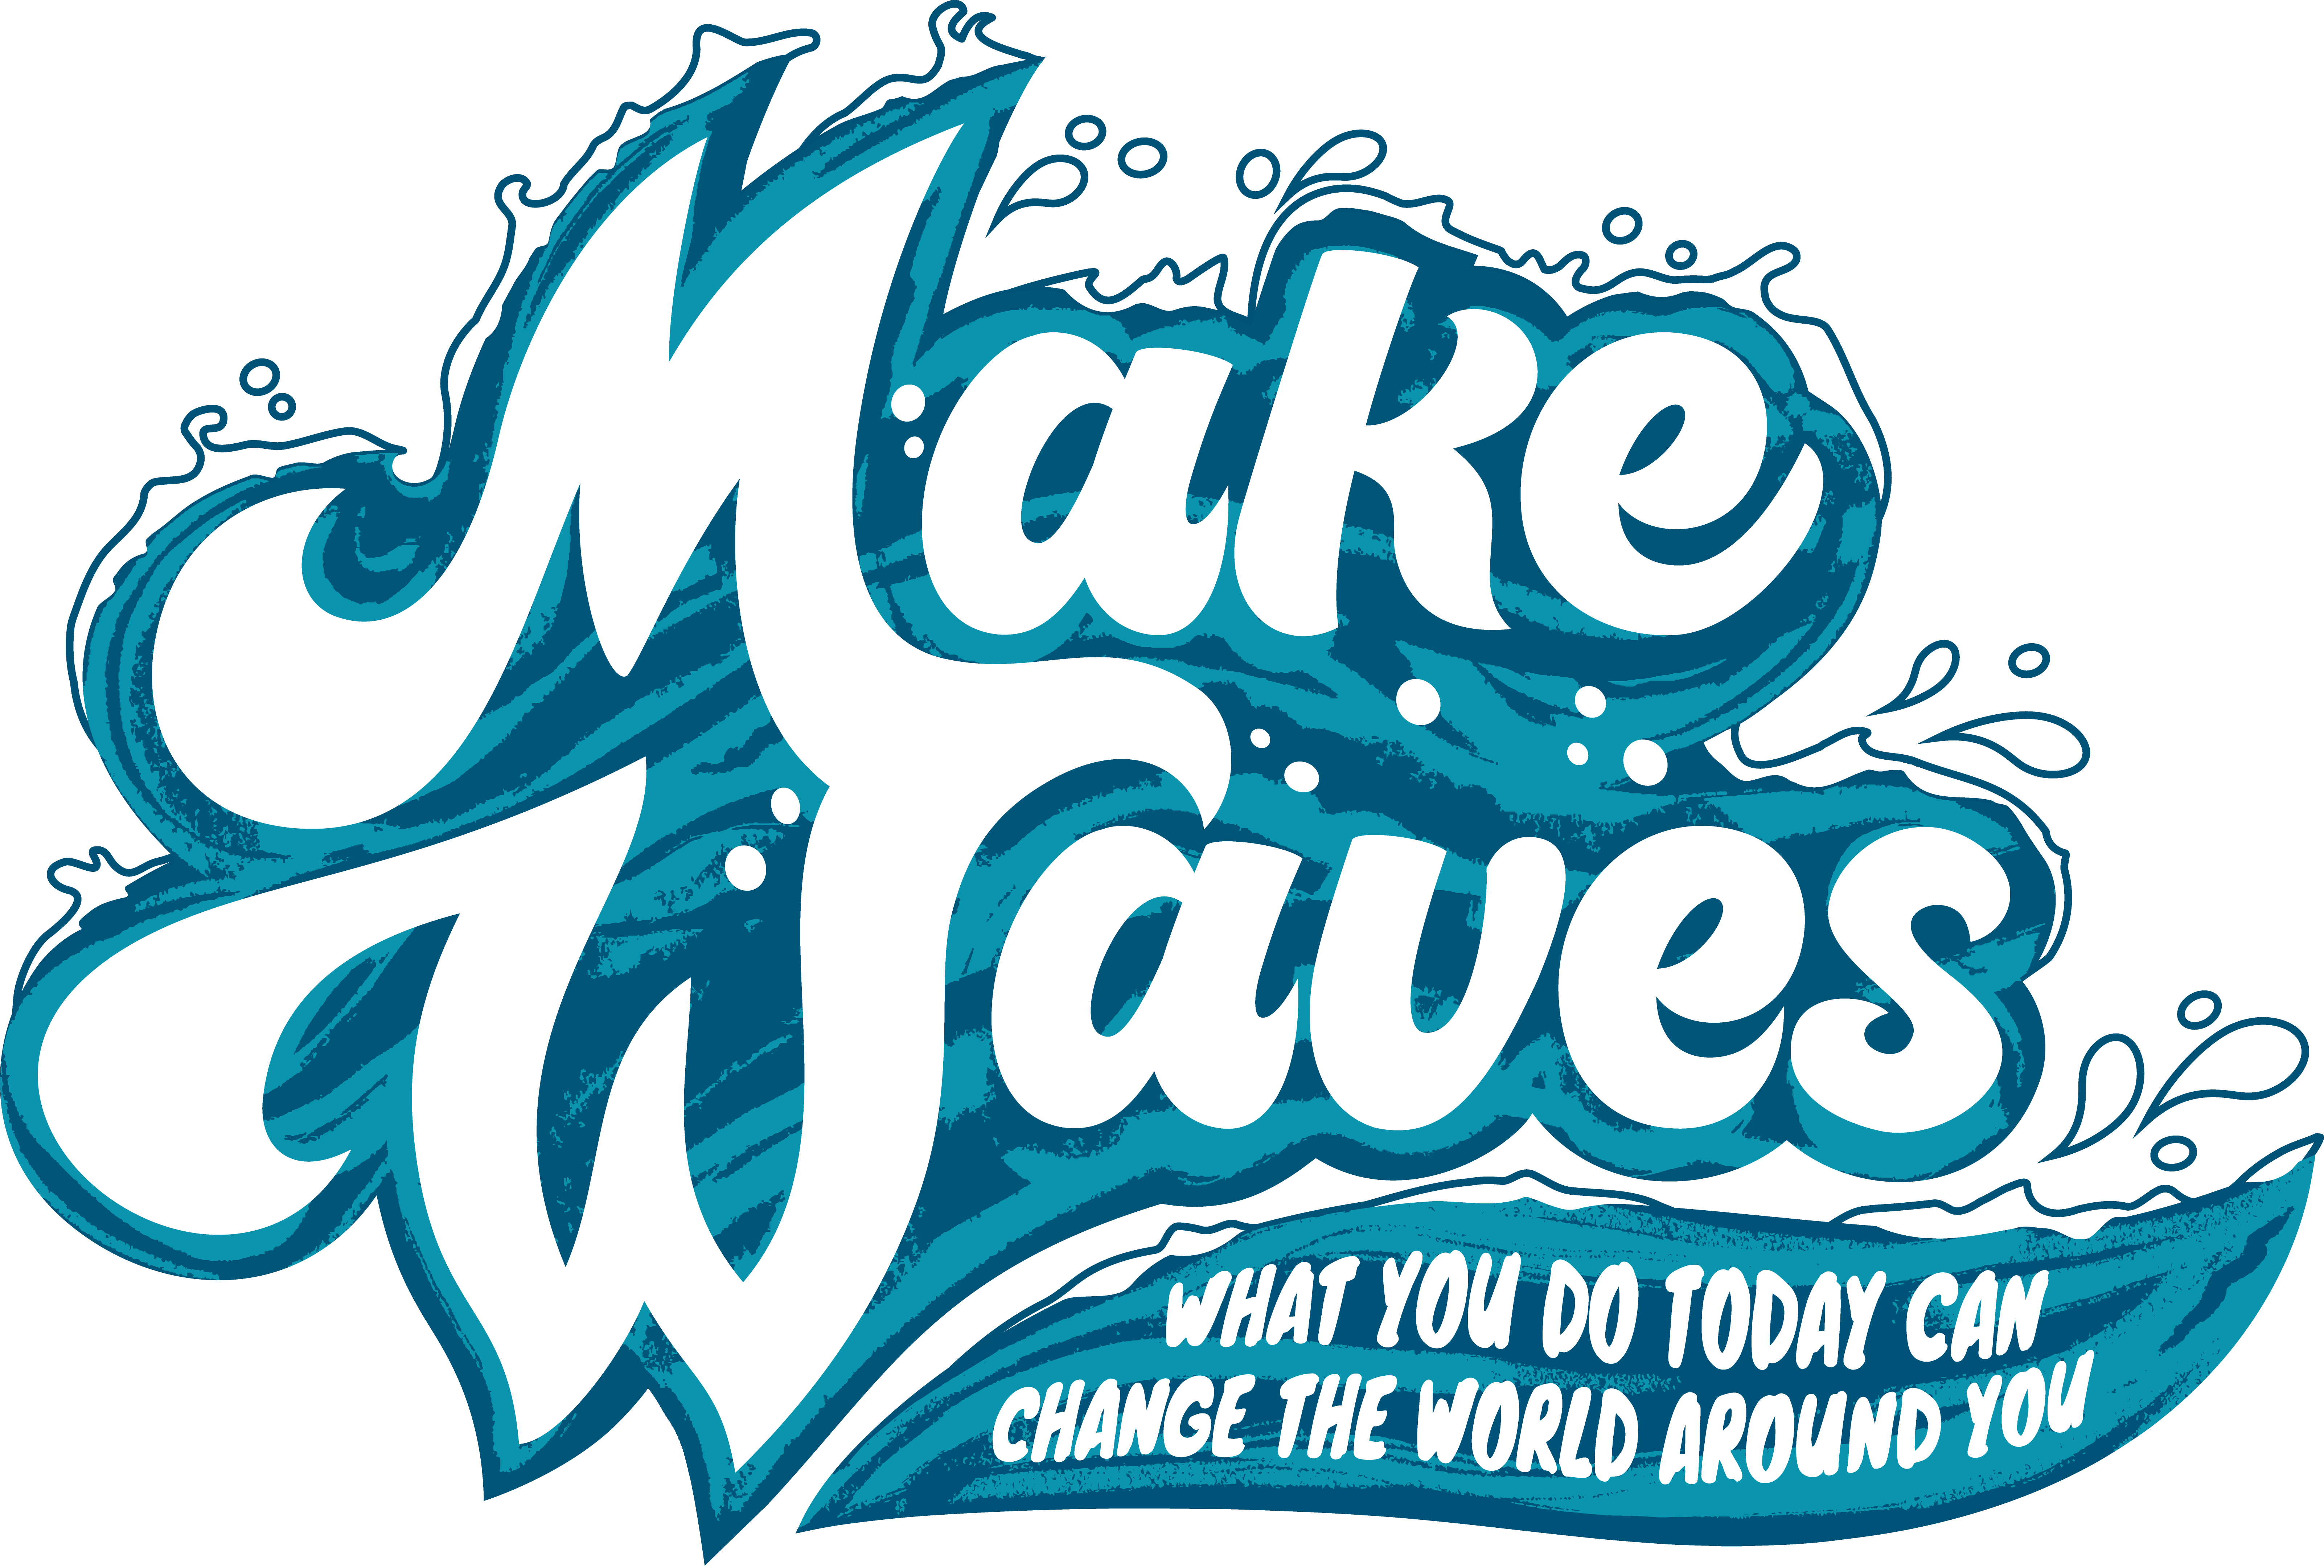 Make
Waves
WHAT YOU DO TODAY CAN
CHANGE THE WORLD AROUND YOU